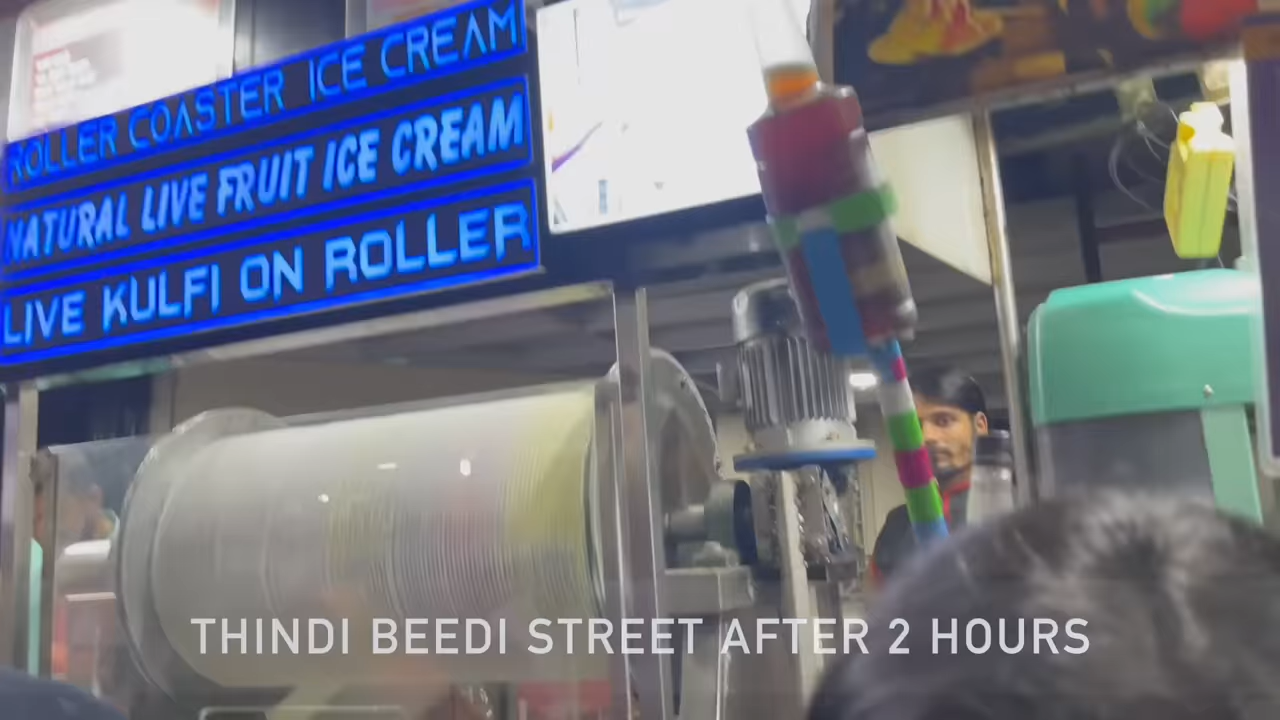 ROLLER COASTER ICE CREAM
NATURAL LIVE FRUIT ICE CREAM
LIVE KULFI ON ROLLER
THINDI BEEDI STREET AFTER 2 HOURS